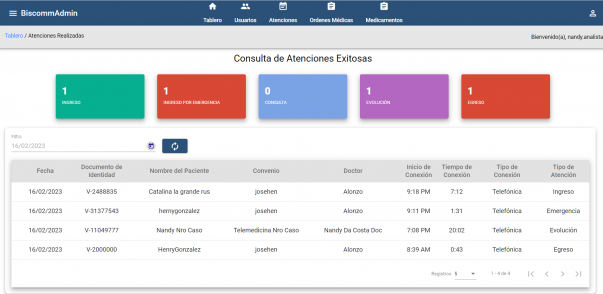 BiscommAdmin
Tablero Usuarios Atenciones Ordenes Médicas Medicamentos
Tablero / Atenciones Realizadas
Bienvenido(a), nandy.analista
Consulta de Atenciones Exitosas
1 1 0 1 1
INGRESO INGRESO POR EMERGENCIA CONSULTA EVOLUCIÓN EGRESO
Filtro
16/02/2023
Fecha Documento de Identidad Nombre del Paciente Convenio Doctor Inicio de Conexión Tiempo de Conexión Tipo de Conexión Tipo de Atención
16/02/2023 V-2488835 Catalina la grande rus josehen Alonzo 9:18 PM 7:12 Telefónica Ingreso
16/02/2023 V-31377543 hernygonzalez josehen Alonzo 9:11 PM 1:31 Telefónica Emergencia
16/02/2023 V-11049777 Nandy Nro Caso Telemedicina Nro Caso Nandy Da Costa Doc 7:08 PM 20:02 Telefónica Evolución
16/02/2023 V-2000000 HenryGonzalez josehen Alonzo 8:39 AM 0:43 Telefónica Egreso
Registros 5 1 - 4 de 4